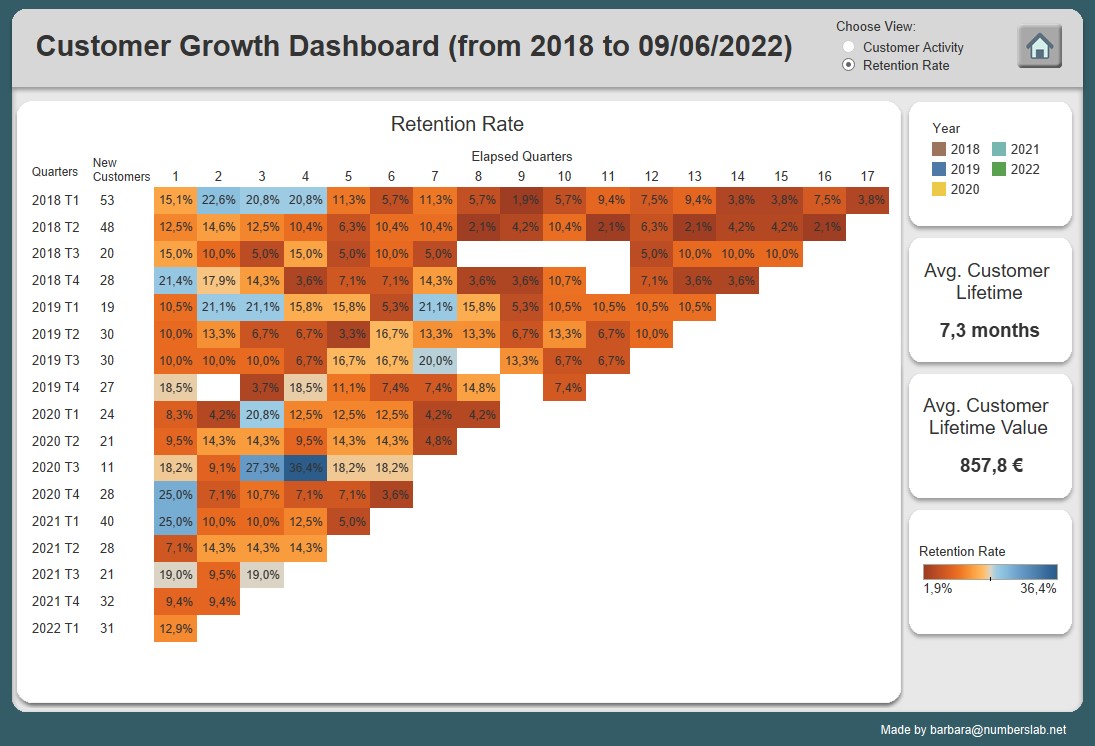 Customer Growth Dashboard (from 2018 to 09/06/2022)
Choose View:
Customer Activity
Retention Rate
Retention Rate
Elapsed Quarters
Quarters New Customers 1 2 3 4 5 6 7 8 9 10 11 12 13 14 15 16 17
2018 T1 53 15,1% 22,6% 20,8% 20,8% 11,3% 5,7% 11,3% 5,7% 1,9% 5,7% 9,4% 7,5% 9,4% 3,8% 3,8% 7,5% 3,8%
2018 T2 48 12,5% 14,6% 12,5% 10,4% 6,3% 10,4% 10,4% 2,1% 4,2% 10,4% 2,1% 6,3% 2,1% 4,2% 4,2% 2,1%
2018 T3 20 15,0% 10,0% 5,0% 15,0% 5,0% 10,0% 5,0% 5,0% 10,0% 10,0% 10,0%
2018 T4 28 21,4% 17,9% 14,3% 3,6% 7,1% 7,1% 14,3% 3,6% 3,6% 10,7% 7,1% 3,6% 3,6%
2019 T1 19 10,5% 21,1% 21,1% 15,8% 15,8% 5,3% 21,1% 15,8% 5,3% 10,5% 10,5% 10,5% 10,5%
2019 T2 30 10,0% 13,3% 6,7% 6,7% 3,3% 16,7% 13,3% 13,3% 6,7% 13,3% 6,7% 10,0%
2019 T3 30 10,0% 10,0% 10,0% 6,7% 16,7% 16,7% 20,0% 13,3% 6,7% 6,7%
2019 T4 27 18,5% 3,7% 18,5% 11,1% 7,4% 7,4% 14,8% 7,4%
2020 T1 24 8,3% 4,2% 20,8% 12,5% 12,5% 12,5% 4,2% 4,2%
2020 T2 21 9,5% 14,3% 14,3% 9,5% 14,3% 14,3% 4,8%
2020 T3 11 18,2% 9,1% 27,3% 36,4% 18,2% 18,2%
2020 T4 28 25,0% 7,1% 10,7% 7,1% 7,1% 3,6%
2021 T1 40 25,0% 10,0% 10,0% 12,5% 5,0%
2021 T2 28 7,1% 14,3% 14,3% 14,3%
2021 T3 21 19,0% 9,5% 19,0%
2021 T4 32 9,4% 9,4%
2022 T1 31 12,9%
Year
2018 2021
2019 2022
2020
Avg. Customer
Lifetime
7,3 months
Avg. Customer
Lifetime Value
857,8 €
Retention Rate
1,9% 36,4%
Made by barbara@numberslab.net